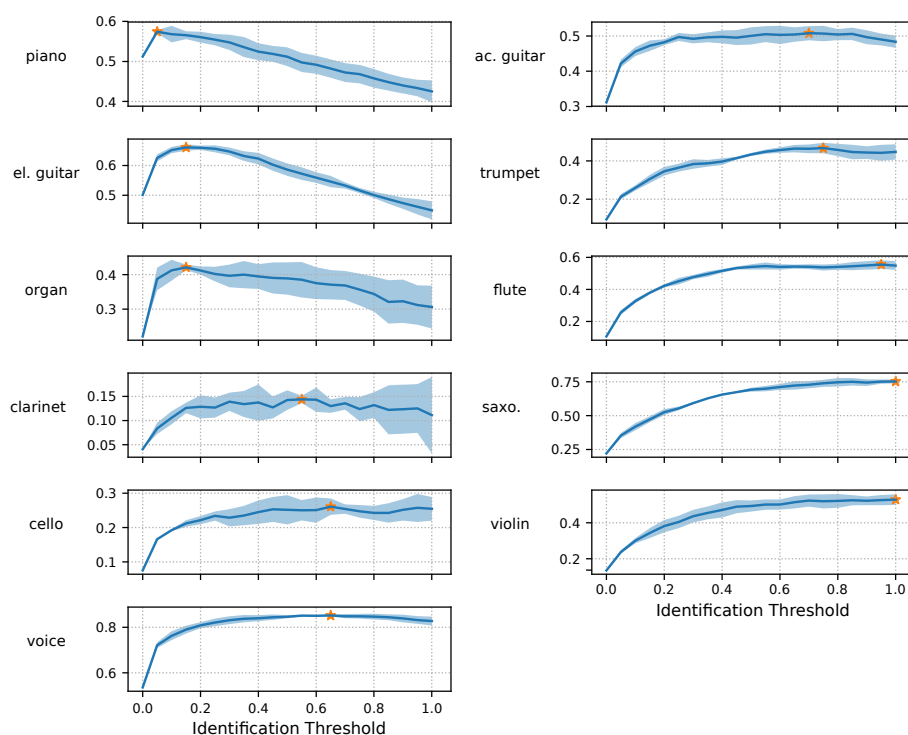 piano
0.6
0.5
0.4
el. guitar
0.6
0.5
organ
0.4
0.3
clarinet
0.15
0.10
0.05
cello
0.3
0.2
0.1
voice
0.8
0.6
0.0 0.2 0.4 0.6 0.8 1.0
Identification Threshold
ac. guitar
0.5
0.4
0.3
trumpet
0.4
0.2
flute
0.6
0.4
0.2
saxo.
0.75
0.50
0.25
violin
0.4
0.2
0.0 0.2 0.4 0.6 0.8 1.0
Identification Threshold